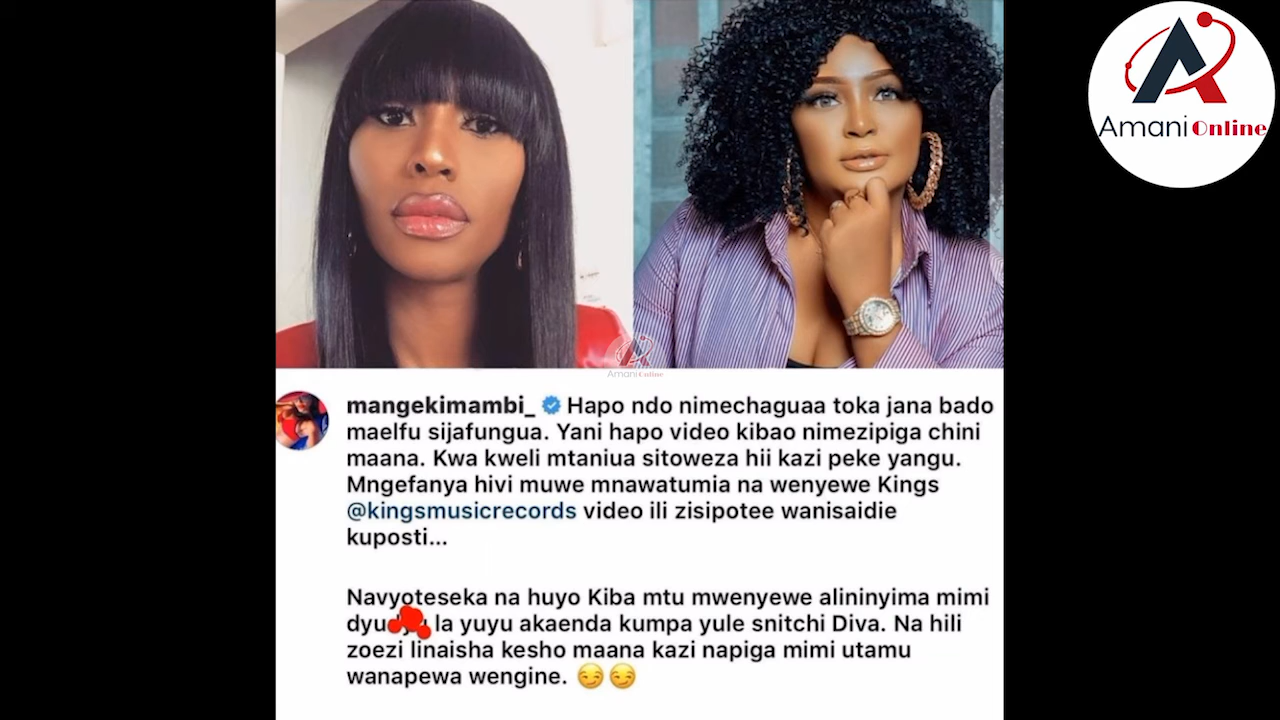 Amani Online
Amani Online
mangekimambi_ Hapo ndo nimechaguaa toka jana bado
maelfu sijafungua. Yani hapo video kibao nimezipiga chini
maana. Kwa kweli mtaniua sitoweza hii kazi peke yangu.
Mngefanya hivi muwe mnawatumia na wenyewe Kings
@kingsmusicrecords video ili zisipotee wanisaidie
kuposti...
Navyoteseka na huyo Kiba mtu mwenyewe alininyima mimi
la yuyu akaenda kumpa yule snitchi Diva. Na hili
zoezi linaisha kesho maana kazi napiga mimi utamu
wanapewa wengine. 😏😏